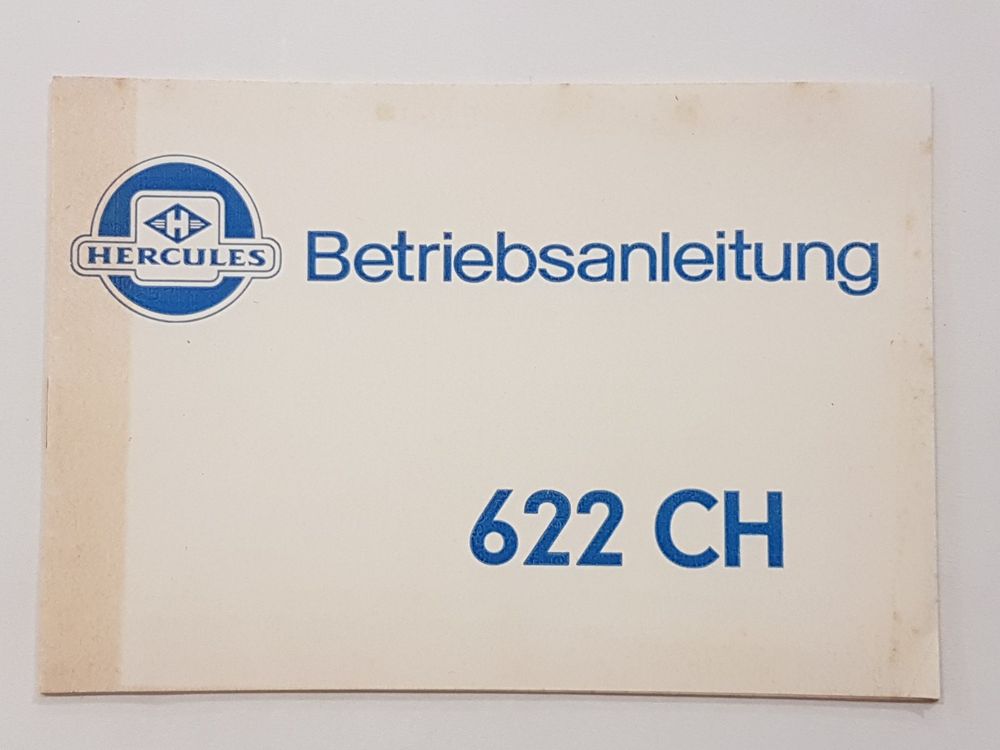 H
HERCULES
Betriebsanleitung
622 CH